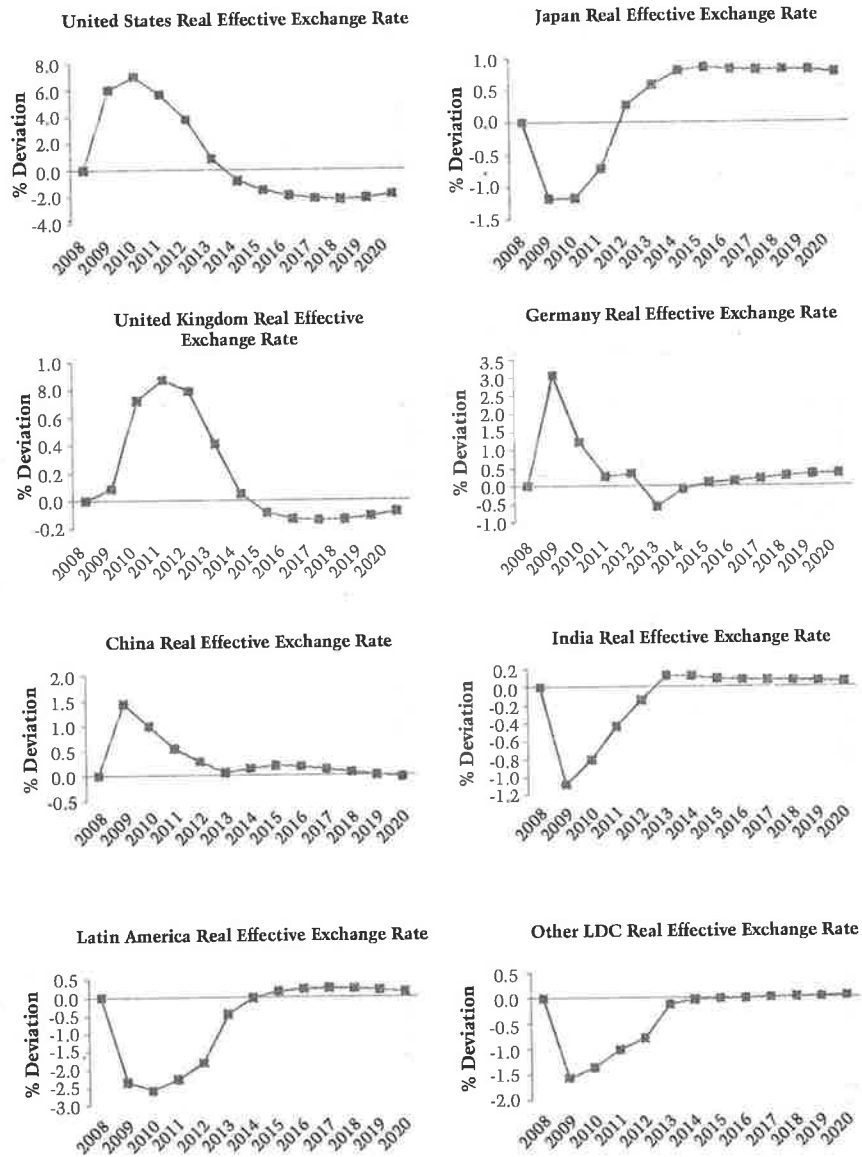 United States Real Effective Exchange Rate
% Deviation
8.0
6.0
4.0
2.0
0.0
-2.0
-4.0
2008 2009 2010 2011 2012 2013 2014 2015 2016 2017 2018 2019 2020
Japan Real Effective Exchange Rate
% Deviation
1.0
0.5
0.0
-0.5
-1.0
-1.5
2008 2009 2010 2011 2012 2013 2014 2015 2016 2017 2018 2019 2020
United Kingdom Real Effective
Exchange Rate
% Deviation
1.0
8.0
0.6
0.4
0.2
0.0
-0.2
2008 2009 2010 2011 2012 2013 2014 2015 2016 2017 2018 2019 2020
Germany Real Effective Exchange Rate
% Deviation
3.5
3.0
2.5
2.0
1.5
1.0
0.5
0.0
-0.5
-1.0
2008 2009 2010 2011 2012 2013 2014 2015 2016 2017 2018 2019 2020
China Real Effective Exchange Rate
% Deviation
2.0
1.5
1.0
0.5
0.0
-0.5
2008 2009 2010 2011 2012 2013 2014 2015 2016 2017 2018 2019 2020
India Real Effective Exchange Rate
% Deviation
0.2
0.0
-0.2
-0.4
-0.6
-0.8
-1.0
-1.2
2008 2009 2010 2011 2012 2013 2014 2015 2016 2017 2018 2019 2020
Latin America Real Effective Exchange Rate
% Deviation
0.5
0.0
-0.5
-1.0
-1.5
-2.0
-2.5
-3.0
2008 2009 2010 2011 2012 2013 2014 2015 2016 2017 2018 2019 2020
Other LDC Real Effective Exchange Rate
% Deviation
0.5
0.0
-0.5
-1.0
-1.5
-2.0
2008 2009 2010 2011 2012 2013 2014 2015 2016 2017 2018 2019 2020